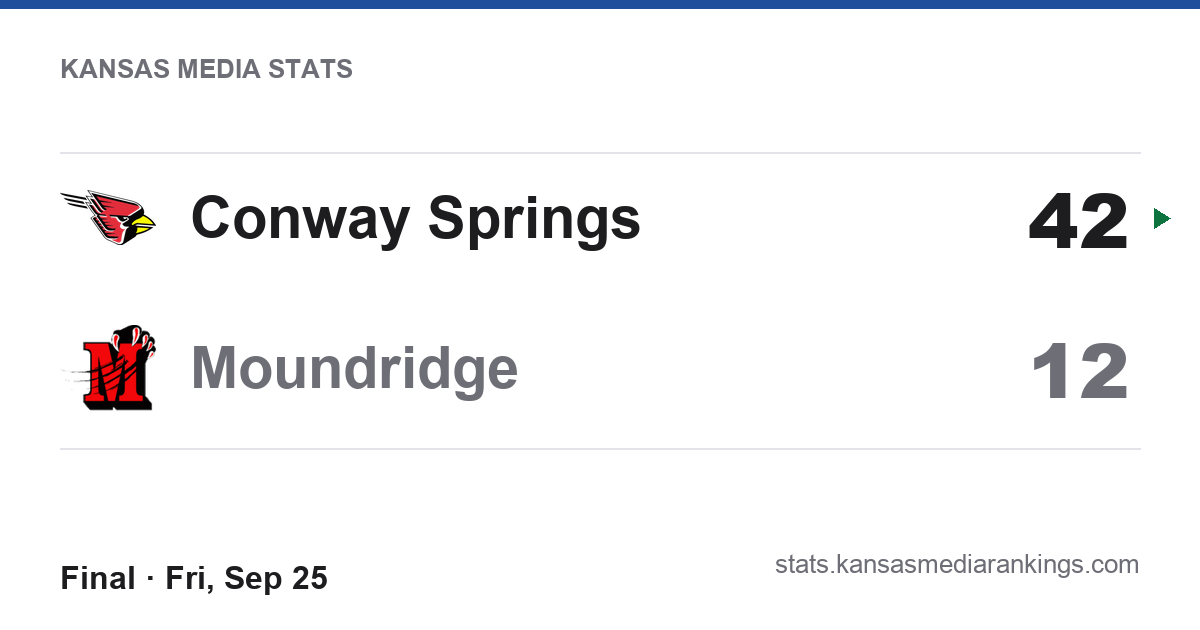 KANSAS MEDIA STATS
Conway Springs 42
M
Moundridge 12
Final · Fri, Sep 25
stats.kansasmediarankings.com